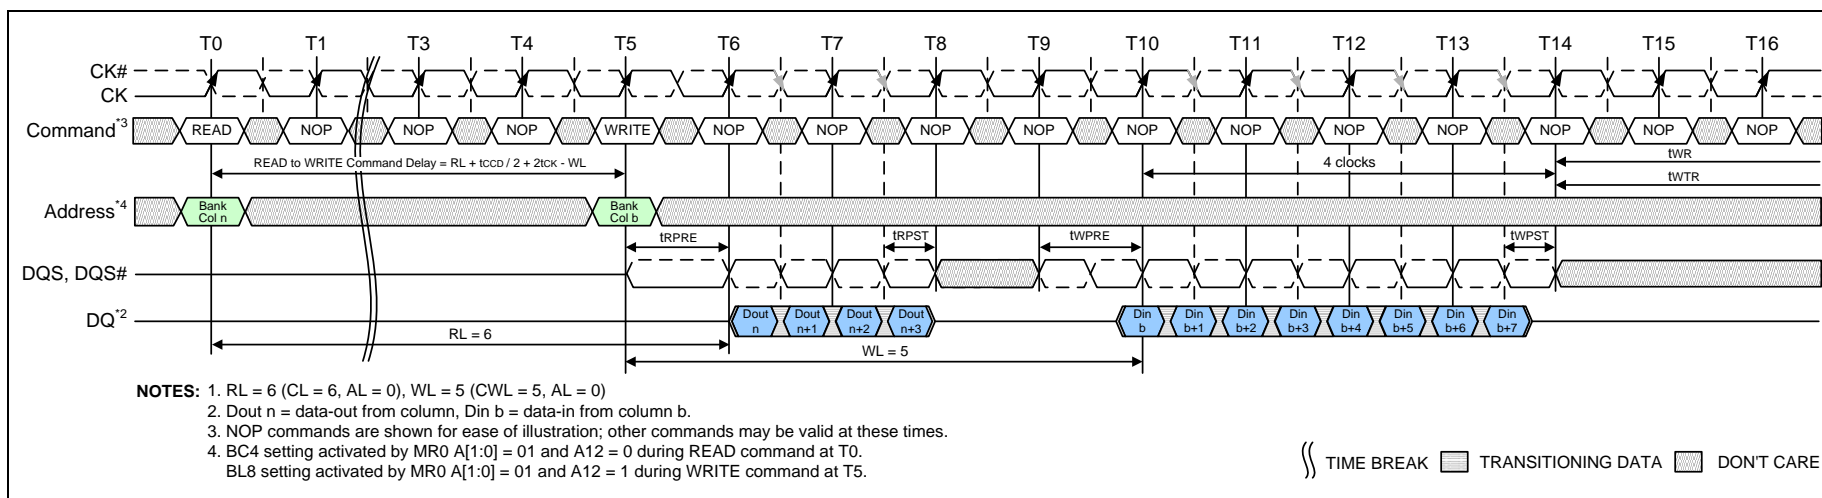 T0 T1 T3 T4 T5 T6 T7 T8 T9 T10 T11 T12 T13 T14 T15 T16
CK#
CK
Command*3 READ NOP NOP NOP WRITE NOP NOP NOP NOP NOP NOP NOP NOP NOP NOP NOP
READ to WRITE Command Delay = RL + tCCD / 2 + 2tCK - WL
4 clocks
tWR
tWTR
Address*4
Bank Col n
Bank Col b
tRPRE tRPST tWPRE tWPST
DQS, DQS#
DQ*2
Dout n
Dout n+1
Dout n+2
Dout n+3
Din b
Din b+1
Din b+2
Din b+3
Din b+4
Din b+5
Din b+6
Din b+7
RL = 6
WL = 5
NOTES: 1. RL = 6 (CL = 6, AL = 0), WL = 5 (CWL = 5, AL = 0)
2. Dout n = data-out from column, Din b = data-in from column b.
3. NOP commands are shown for ease of illustration; other commands may be valid at these times.
4. BC4 setting activated by MR0 A[1:0] = 01 and A12 = 0 during READ command at T0.
BL8 setting activated by MR0 A[1:0] = 01 and A12 = 1 during WRITE command at T5.
TIME BREAK TRANSITIONING DATA DON'T CARE